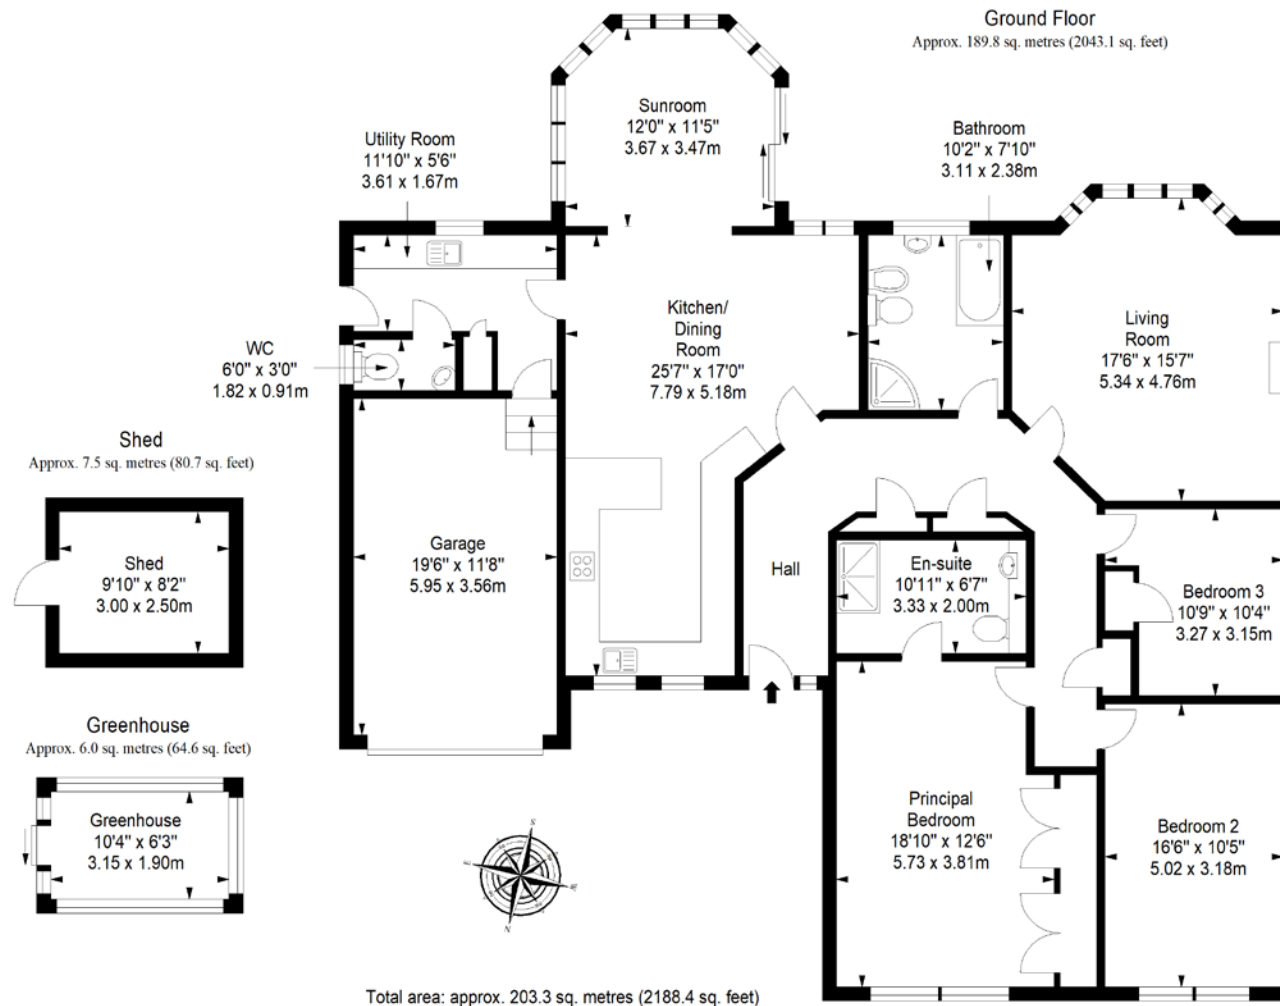 Ground Floor
Approx. 189.8 sq. metres (2043.1 sq. feet)
Sunroom
12'0" x 11'5"
3.67 x 3.47m
Utility Room
11'10" x 5'6"
3.61 x 1.67m
Bathroom
10'2" x 7'10"
3.11 x 2.38m
Kitchen/
Dining
Room
25'7" x 17'0"
7.79 x 5.18m
Living
Room
17'6" x 15'7"
5.34 x 4.76m
WC
6'0" x 3'0"
1.82 x 0.91m
Shed
Approx. 7.5 sq. metres (80.7 sq. feet)
Shed
9'10" x 8'2"
3.00 x 2.50m
Garage
19'6" x 11'8"
5.95 x 3.56m
Hall
En-suite
10'11" x 6'7"
3.33 x 2.00m
Bedroom 3
10'9" x 10'4"
3.27 x 3.15m
Greenhouse
Approx. 6.0 sq. metres (64.6 sq. feet)
Greenhouse
10'4" x 6'3"
3.15 x 1.90m
Principal
Bedroom
18'10" x 12'6"
5.73 x 3.81m
Bedroom 2
16'6" x 10'5"
5.02 x 3.18m
S
E
W
N
Total area: approx. 203.3 sq. metres (2188.4 sq. feet)